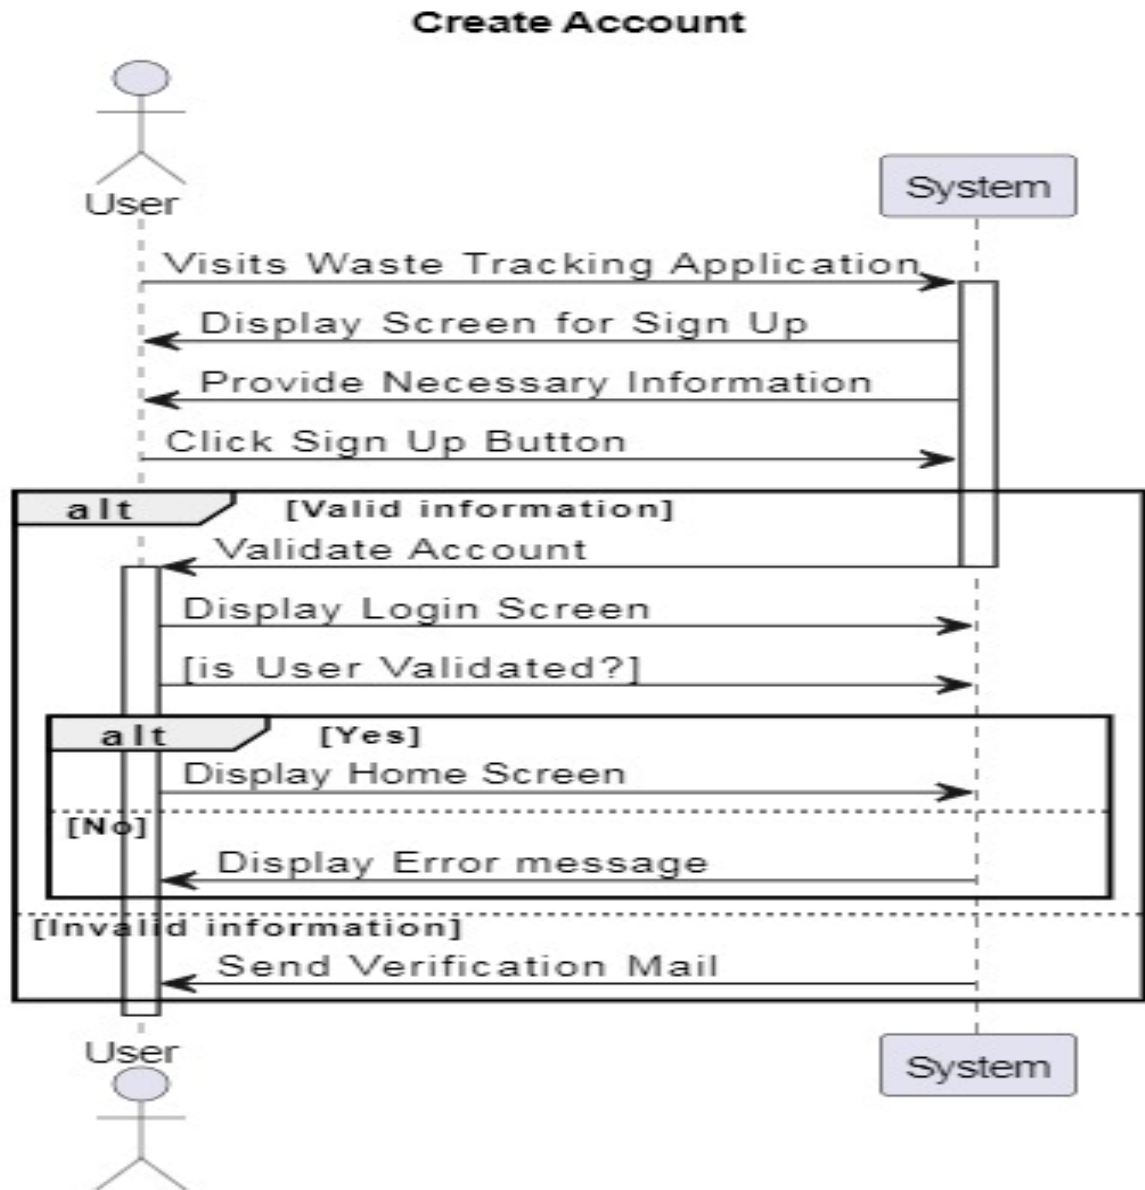 Create Account
User
System
Visits Waste Tracking Application
Display Screen for Sign Up
Provide Necessary Information
Click Sign Up Button
alt [Valid information]
Validate Account
Display Login Screen
[is User Validated?]
alt [Yes]
Display Home Screen
[No]
Display Error message
[Invalid information]
Send Verification Mail
User
System